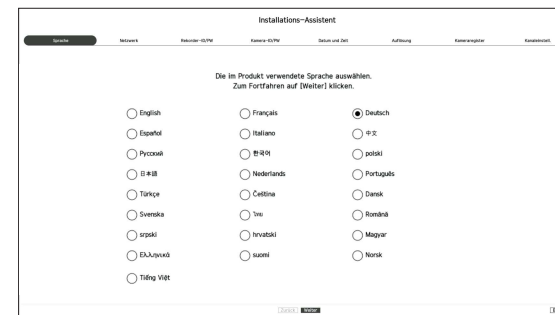 Installations-Assistent
Sprache Netzwerk Rekorder-ID/PW Kamera-ID/PW Datum und Zeit Auflösung Kameraregister Kanaleinstell.
Die im Produkt verwendete Sprache auswählen.
Zum Fortfahren auf [Weiter] klicken.
English Français Deutsch
Español Italiano 中文
Русский 한국어 polski
日本語 Nederlands Português
Türkçe Čeština Dansk
Svenska ไทย Română
srpski hrvatski Magyar
Ελληνικά suomi Norsk
Tiếng Việt
Zurück Weiter